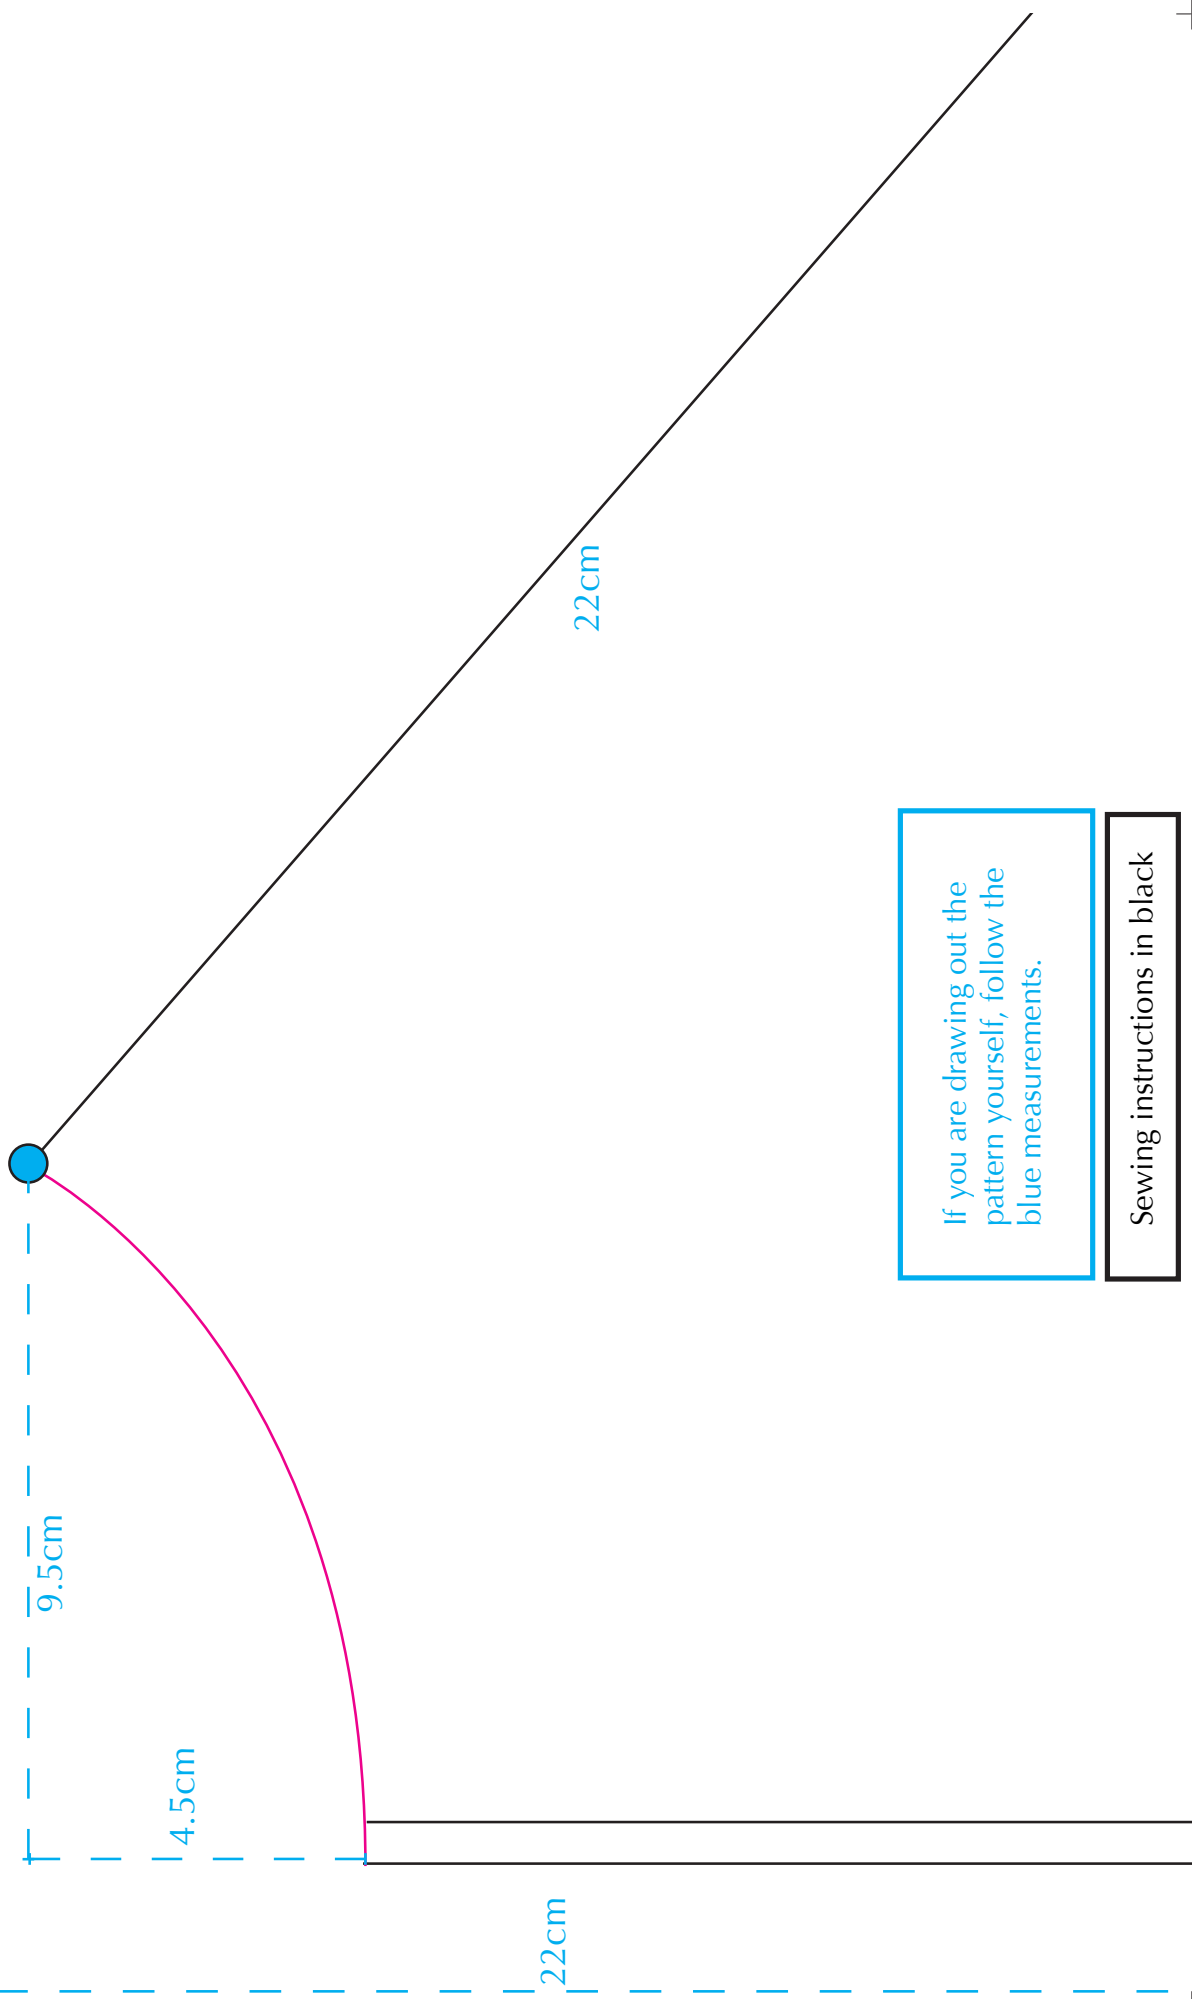 22cm
If you are drawing out the
pattern yourself, follow the
blue measurements.
Sewing instructions in black
9.5cm
4.5cm
22cm